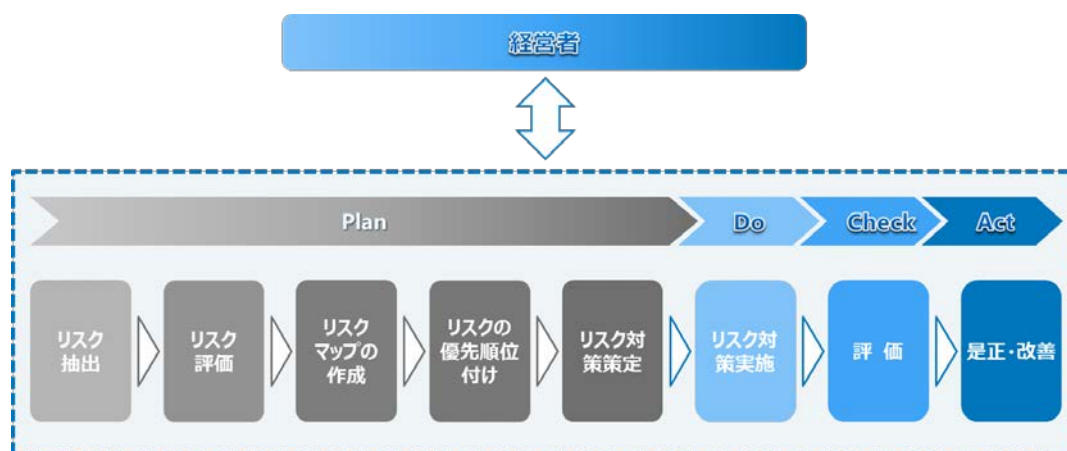 経営者
Plan
Do
Check
Act
リスク
抽出
リスク
評価
リスク
マップの
作成
リスクの
優先順位
付け
リスク対
策策定
リスク対
策実施
評 価
是正・改善